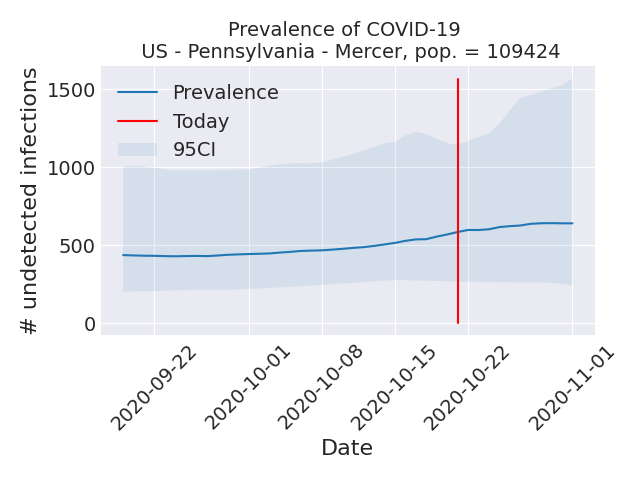 Prevalence of COVID-19
US - Pennsylvania - Mercer, pop. = 109424
# undetected infections
1500
1000
500
0
Prevalence
Today
95CI
2020-09-22
2020-10-01
2020-10-08
2020-10-15
2020-10-22
2020-11-01
Date